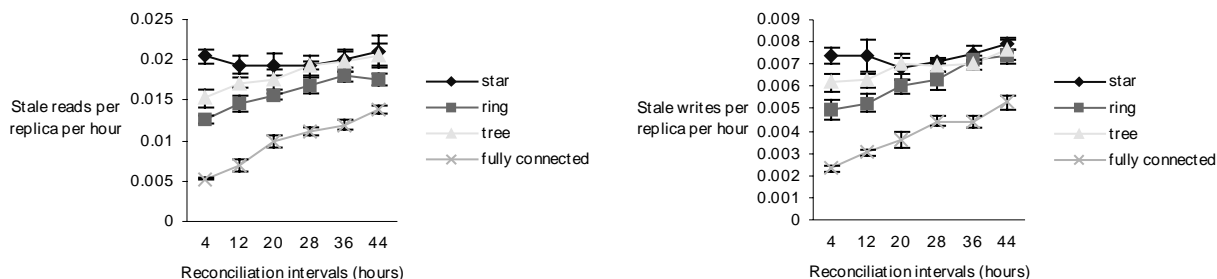 0.025
0.02
0.015
0.01
0.005
0
Stale reads per
replica per hour
4 12 20 28 36 44
Reconciliation intervals (hours)
star
ring
tree
fully connected
0.009
0.008
0.007
0.006
0.005
0.004
0.003
0.002
0.001
0
Stale writes per
replica per hour
4 12 20 28 36 44
Reconciliation intervals (hours)
star
ring
tree
fully connected